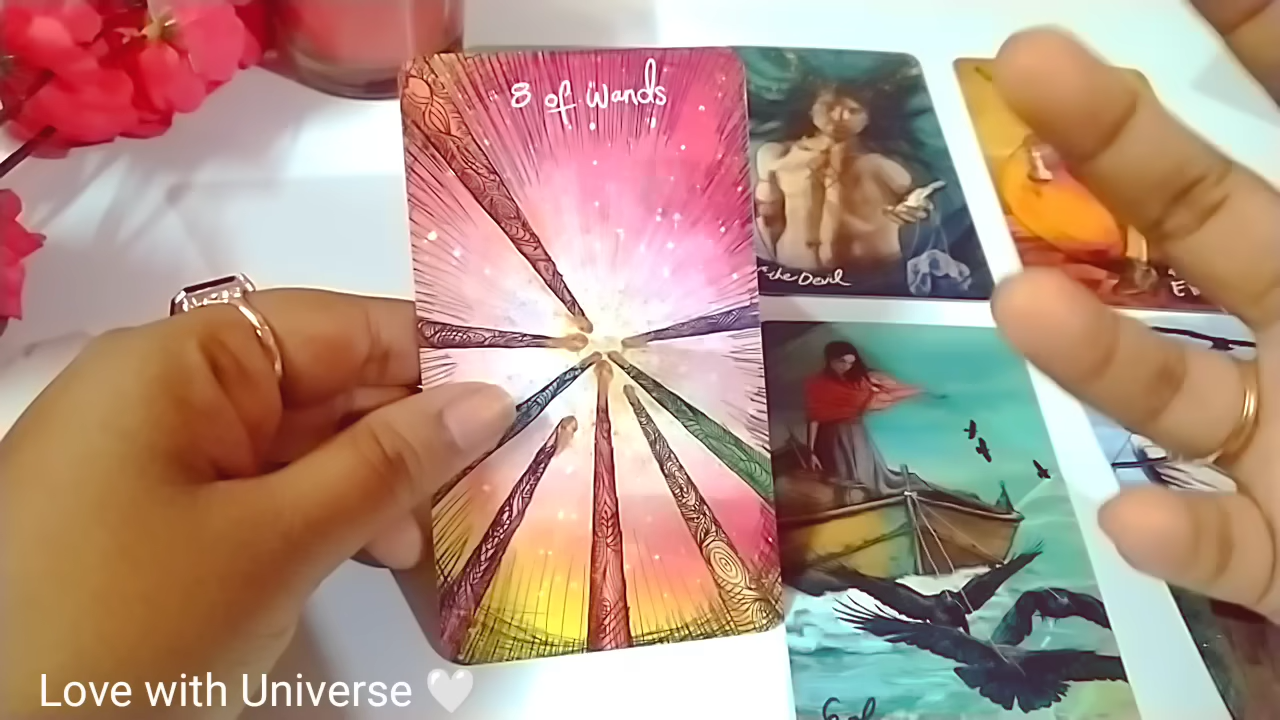 8 of Wands
the Devil
Love with Universe 🤍